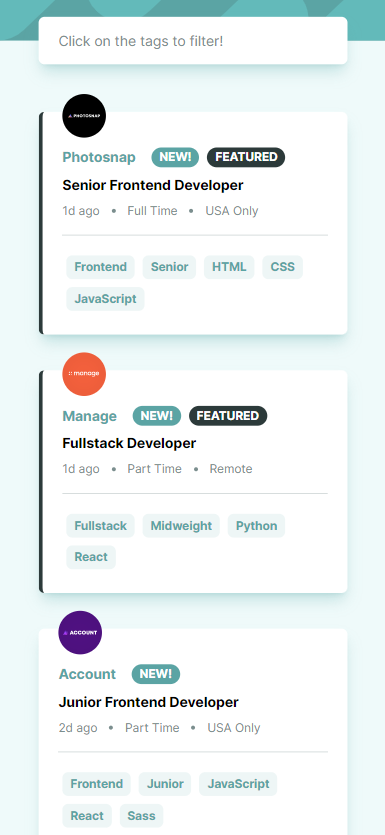 Click on the tags to filter!
PHOTOSNAP
Photosnap NEW! FEATURED
Senior Frontend Developer
1d ago • Full Time • USA Only
Frontend Senior HTML CSS
JavaScript
manage
Manage NEW! FEATURED
Fullstack Developer
1d ago • Part Time • Remote
Fullstack Midweight Python
React
ACCOUNT
Account NEW!
Junior Frontend Developer
2d ago • Part Time • USA Only
Frontend Junior JavaScript
React Sass